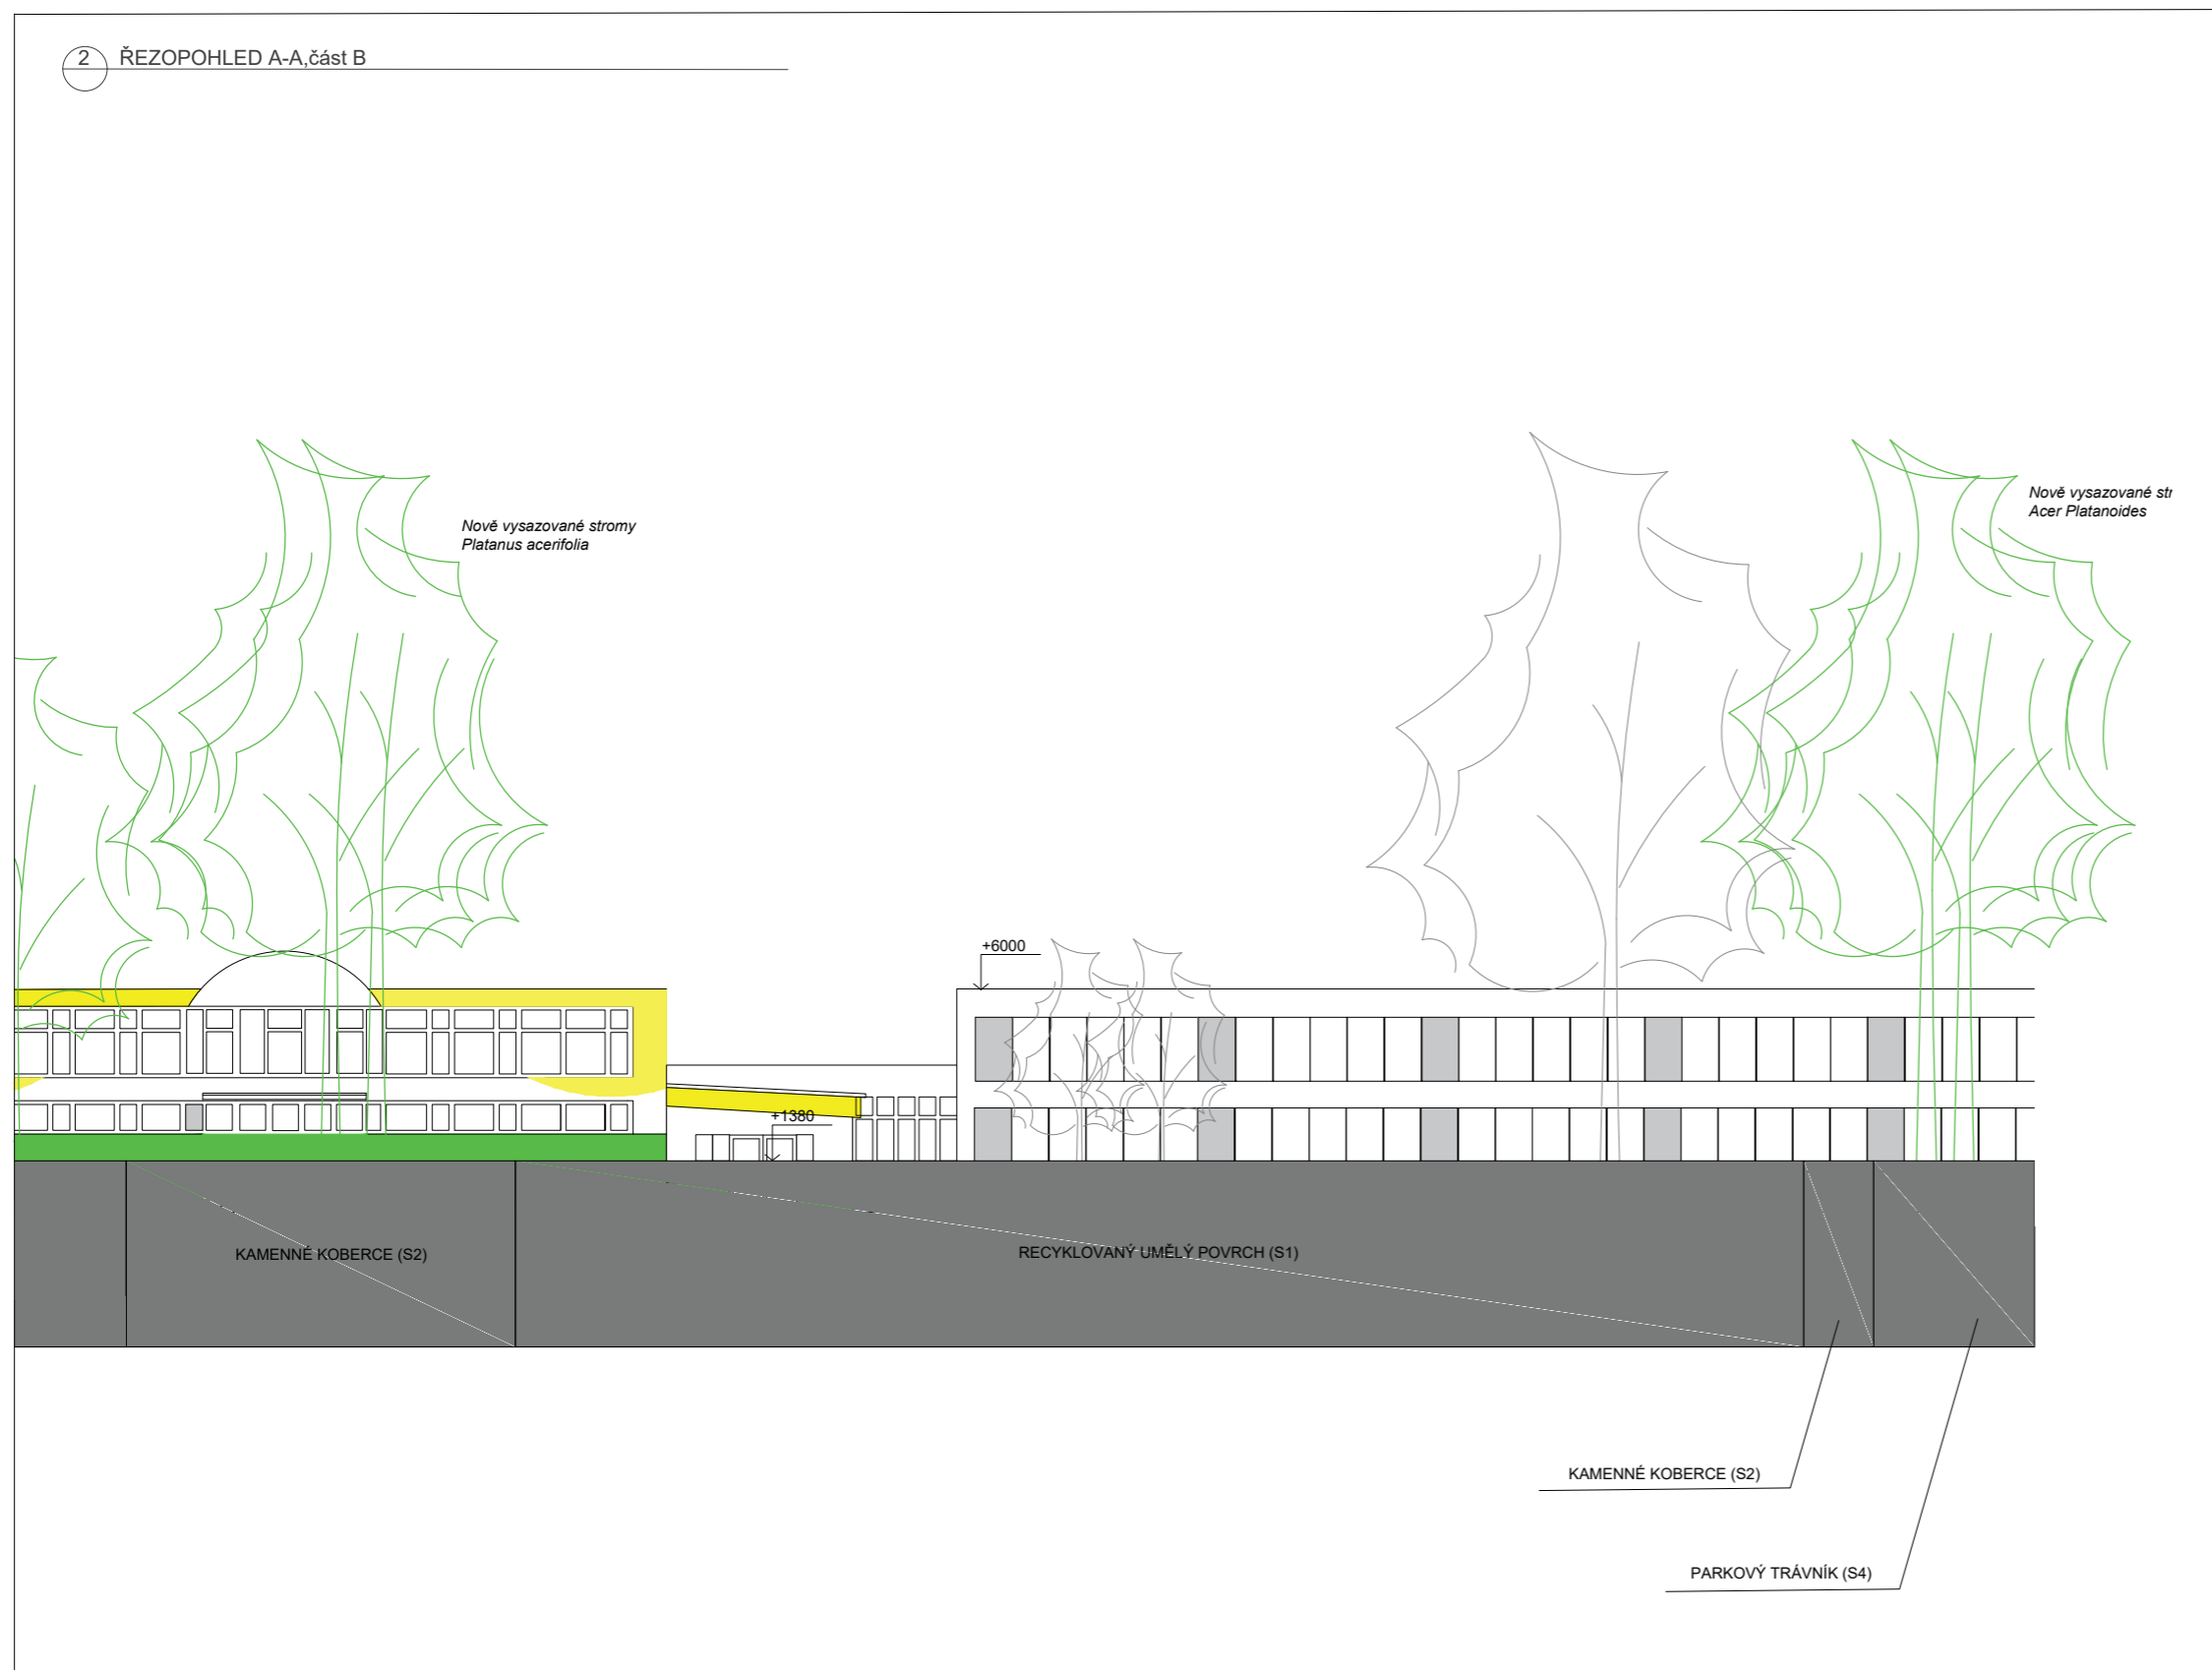 2 ŘEZOPOHLED A-A,část B
Nově vysazované stromy
Platanus acerifolia
Nově vysazované
Acer Platanoides
+6000
+1380
KAMENNÉ KOBERCE (S2)
RECYKLOVANÝ UMĚLÝ POVRCH (S1)
KAMENNÉ KOBERCE (S2)
PARKOVÝ TRÁVNÍK (S4)